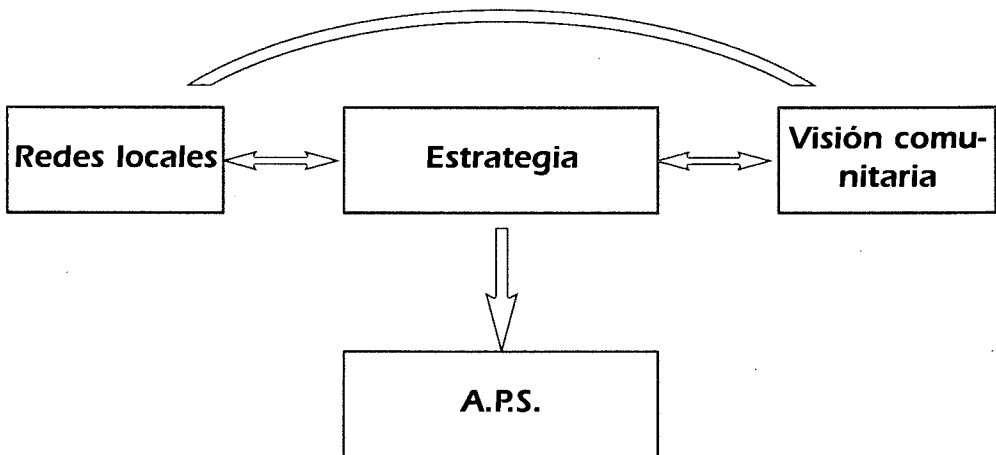 Redes locales
Estrategia
Visión comu-
nitaria
A.P.S.